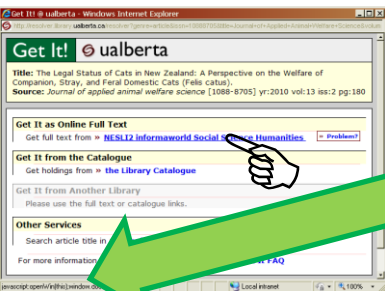 Get It! @ ualberta - Windows Internet Explorer
Get It! ualberta
Title: The Legal Status of Cats in New Zealand: A Perspective on the Welfare of
Companion, Stray, and Feral Domestic Cats (Felis catus).
Source: Journal of applied animal welfare science [1088-8705] yr:2010 vol:13 iss:2 pg:180
Get It as Online Full Text
Get full text from » NESLI2 informaworld Social Science Humanities » Problem?
Get It from the Catalogue
Get holdings from » the Library Catalogue
Get It from Another Library
Please use the full text or catalogue links.
Other Services
Search article title in
For more information FAQ
javascript:openWin(this);window. Local intranet 100%